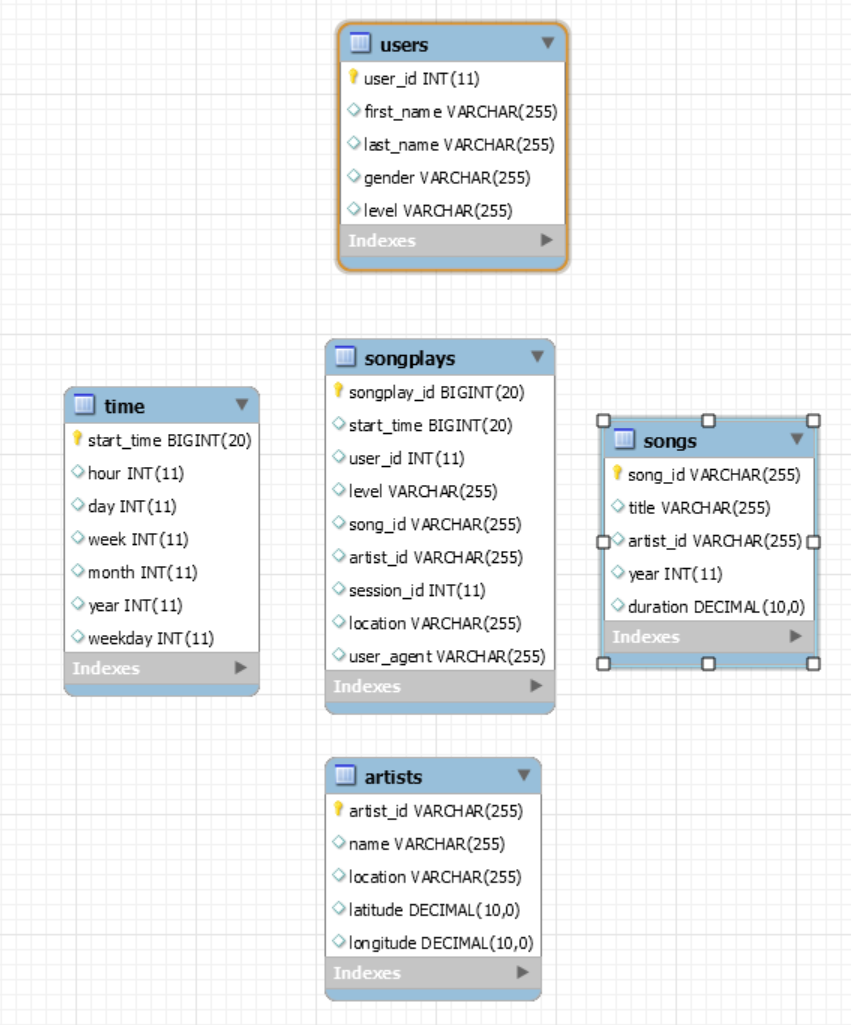 users
user_id INT(11)
first_name VARCHAR(255)
last_name VARCHAR(255)
gender VARCHAR(255)
level VARCHAR(255)
Indexes
time
start_time BIGINT(20)
hour INT(11)
day INT(11)
week INT(11)
month INT(11)
year INT(11)
weekday INT(11)
Indexes
songplays
songplay_id BIGINT(20)
start_time BIGINT(20)
user_id INT(11)
level VARCHAR(255)
song_id VARCHAR(255)
artist_id VARCHAR(255)
session_id INT(11)
location VARCHAR(255)
user_agent VARCHAR(255)
Indexes
songs
song_id VARCHAR(255)
title VARCHAR(255)
artist_id VARCHAR(255)
year INT(11)
duration DECIMAL(10,0)
Indexes
artists
artist_id VARCHAR(255)
name VARCHAR(255)
location VARCHAR(255)
latitude DECIMAL(10,0)
longitude DECIMAL(10,0)
Indexes